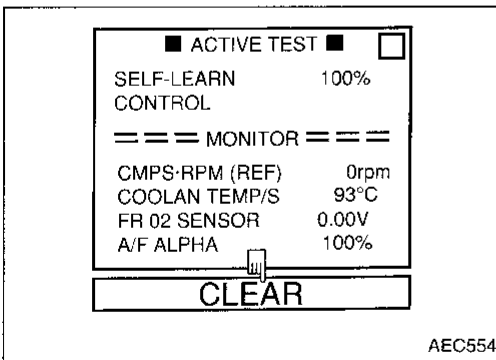 ■ ACTIVE TEST ■
SELF-LEARN 100%
CONTROL
=== MONITOR ===
CMPS·RPM (REF) 0rpm
COOLAN TEMP/S 93°C
FR 02 SENSOR 0.00V
A/F ALPHA 100%
CLEAR
AEC554